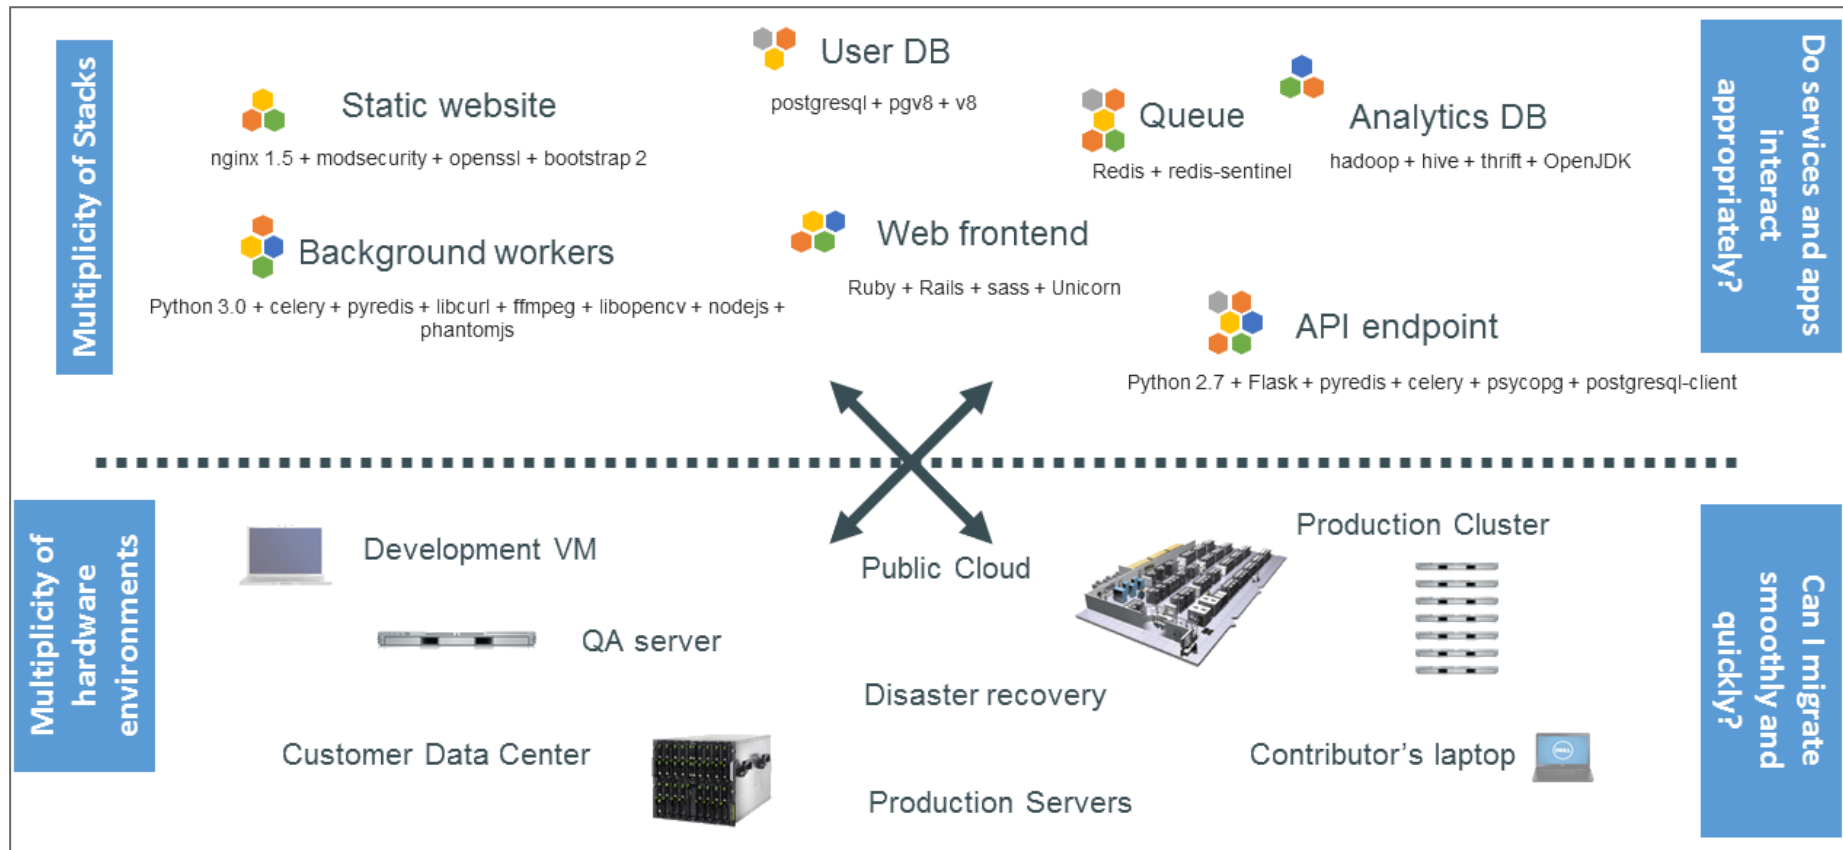 Multiplicity of Stacks
Static website
nginx 1.5 + modsecurity + openssl + bootstrap 2
User DB
postgresql + pgv8 + v8
Queue
Redis + redis-sentinel
Analytics DB
hadoop + hive + thrift + OpenJDK
Background workers
Python 3.0 + celery + pyredis + libcurl + ffmpeg + libopencv + nodejs +
phantomjs
Web frontend
Ruby + Rails + sass + Unicorn
API endpoint
Python 2.7 + Flask + pyredis + celery + psycopg + postgresql-client
Do services and apps
interact
appropriately?
Multiplicity of
hardware
environments
Development VM
QA server
Customer Data Center
Public Cloud
Disaster recovery
Production Servers
Production Cluster
Contributor’s laptop
DELL
Can I migrate
smoothly and
quickly?